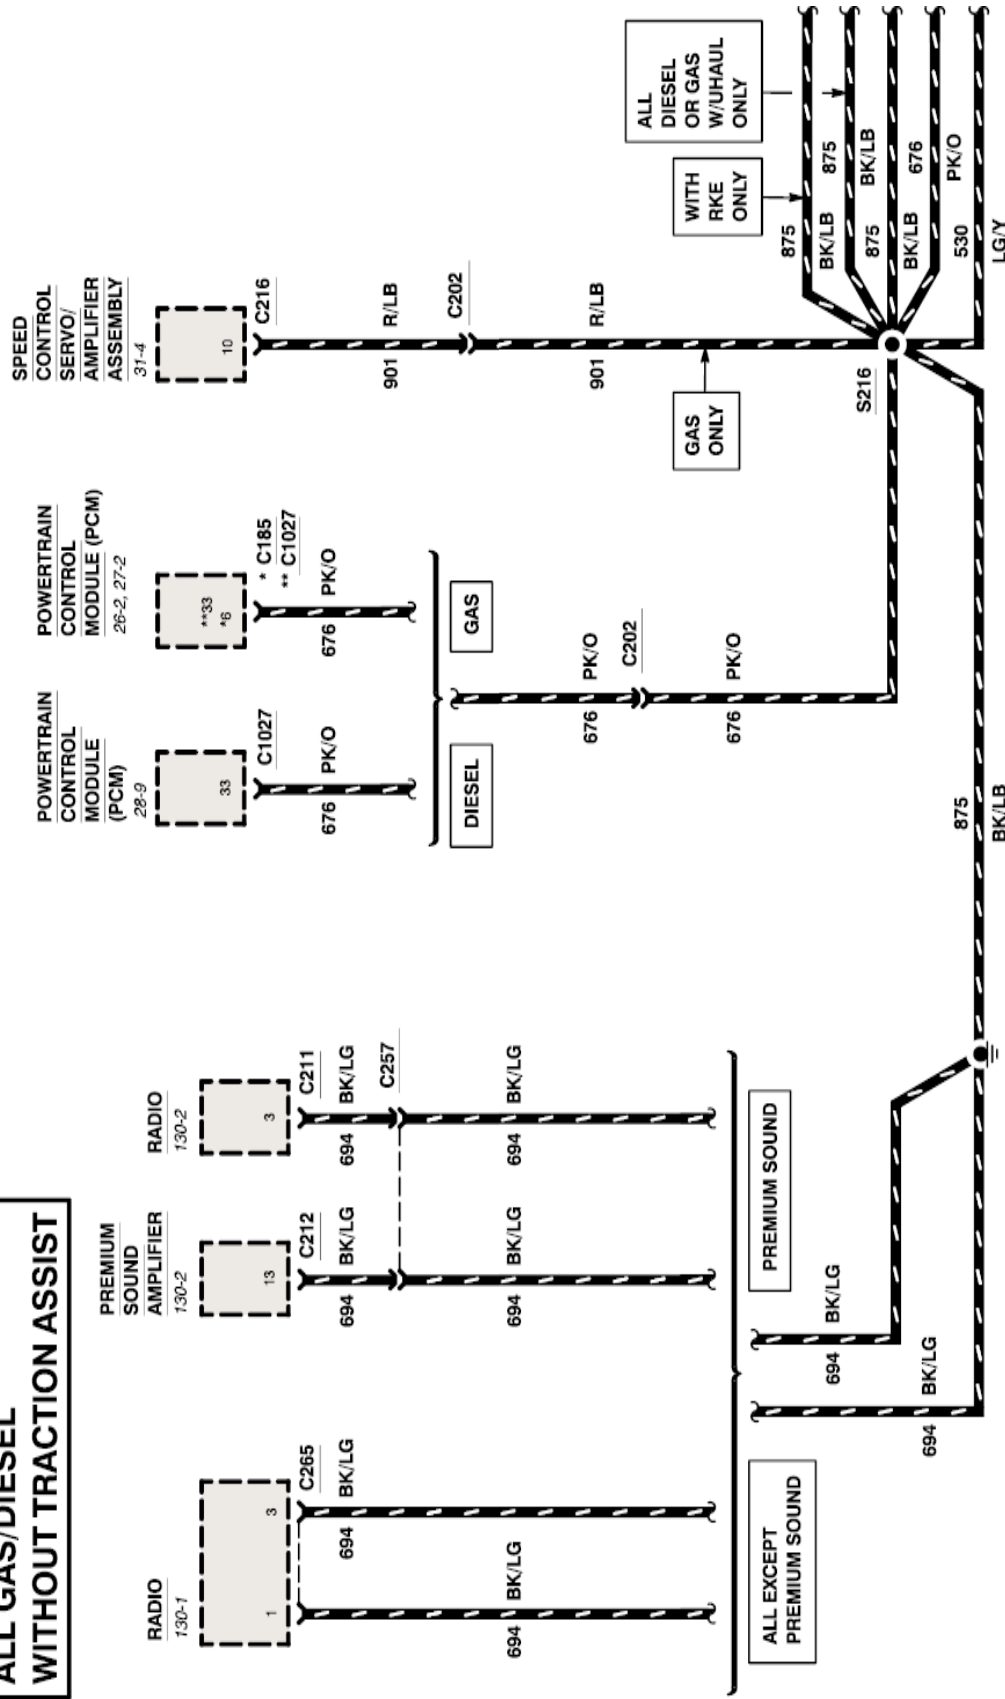 ALL GAS/DIESEL
WITHOUT TRACTION ASSIST
RADIO
130-1
1
3
C265
694
BK/LG
694
BK/LG
PREMIUM
SOUND
AMPLIFIER
130-2
13
C212
694
BK/LG
694
BK/LG
RADIO
130-2
3
C211
694
BK/LG
C257
694
BK/LG
ALL EXCEPT
PREMIUM SOUND
PREMIUM SOUND
694
BK/LG
694
BK/LG
POWERTRAIN
CONTROL
MODULE
(PCM)
28-9
33
C1027
676
PK/O
POWERTRAIN
CONTROL
MODULE (PCM)
26-2, 27-2
**33
*6
* C185
** C1027
676
PK/O
DIESEL
GAS
676
PK/O
C202
676
PK/O
875
BK/LB
SPEED
CONTROL
SERVO/
AMPLIFIER
ASSEMBLY
31-4
10
C216
901
R/LB
C202
901
R/LB
GAS
ONLY
S216
WITH
RKE
ONLY
ALL
DIESEL
OR GAS
W/UHAUL
ONLY
875
BK/LB
875
BK/LB
875
BK/LB
676
PK/O
530
LG/Y